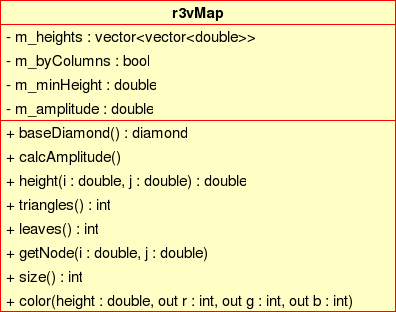 r3vMap
- m_heights : vector<vector<double>>
- m_byColumns : bool
- m_minHeight : double
- m_amplitude : double
+ baseDiamond() : diamond
+ calcAmplitude()
+ height(i : double, j : double) : double
+ triangles() : int
+ leaves() : int
+ getNode(i : double, j : double)
+ size() : int
+ color(height : double, out r : int, out g : int, out b : int)